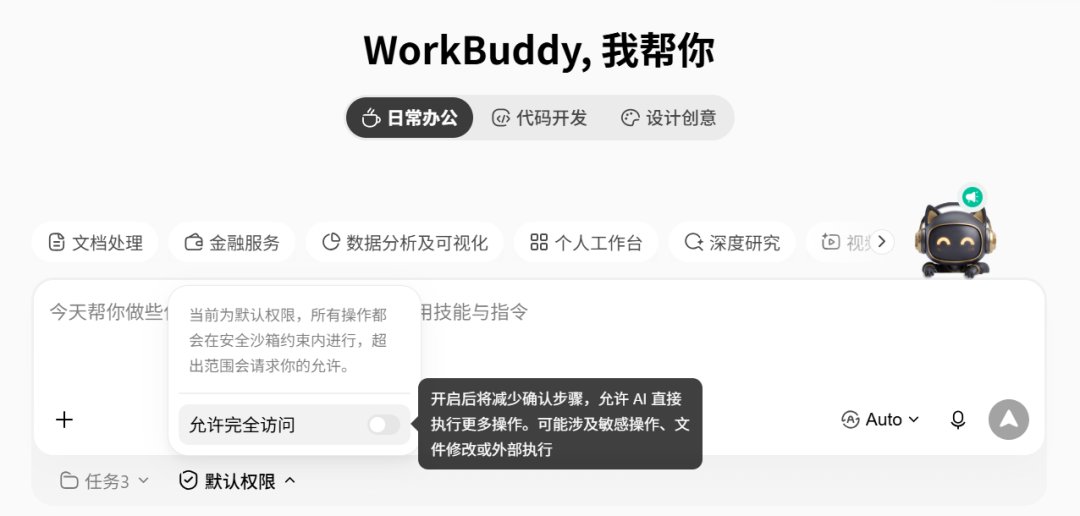 WorkBuddy, 我帮你
日常办公
代码开发
设计创意
文档处理
金融服务
数据分析及可视化
个人工作台
深度研究
视频
今天帮你做些
用技能与指令
当前为默认权限，所有操作都
会在安全沙箱约束内进行，超
出范围会请求你的允许。
允许完全访问
开启后将减少确认步骤，允许 AI 直接
执行更多操作。可能涉及敏感操作、文
件修改或外部执行
Auto
任务3
默认权限